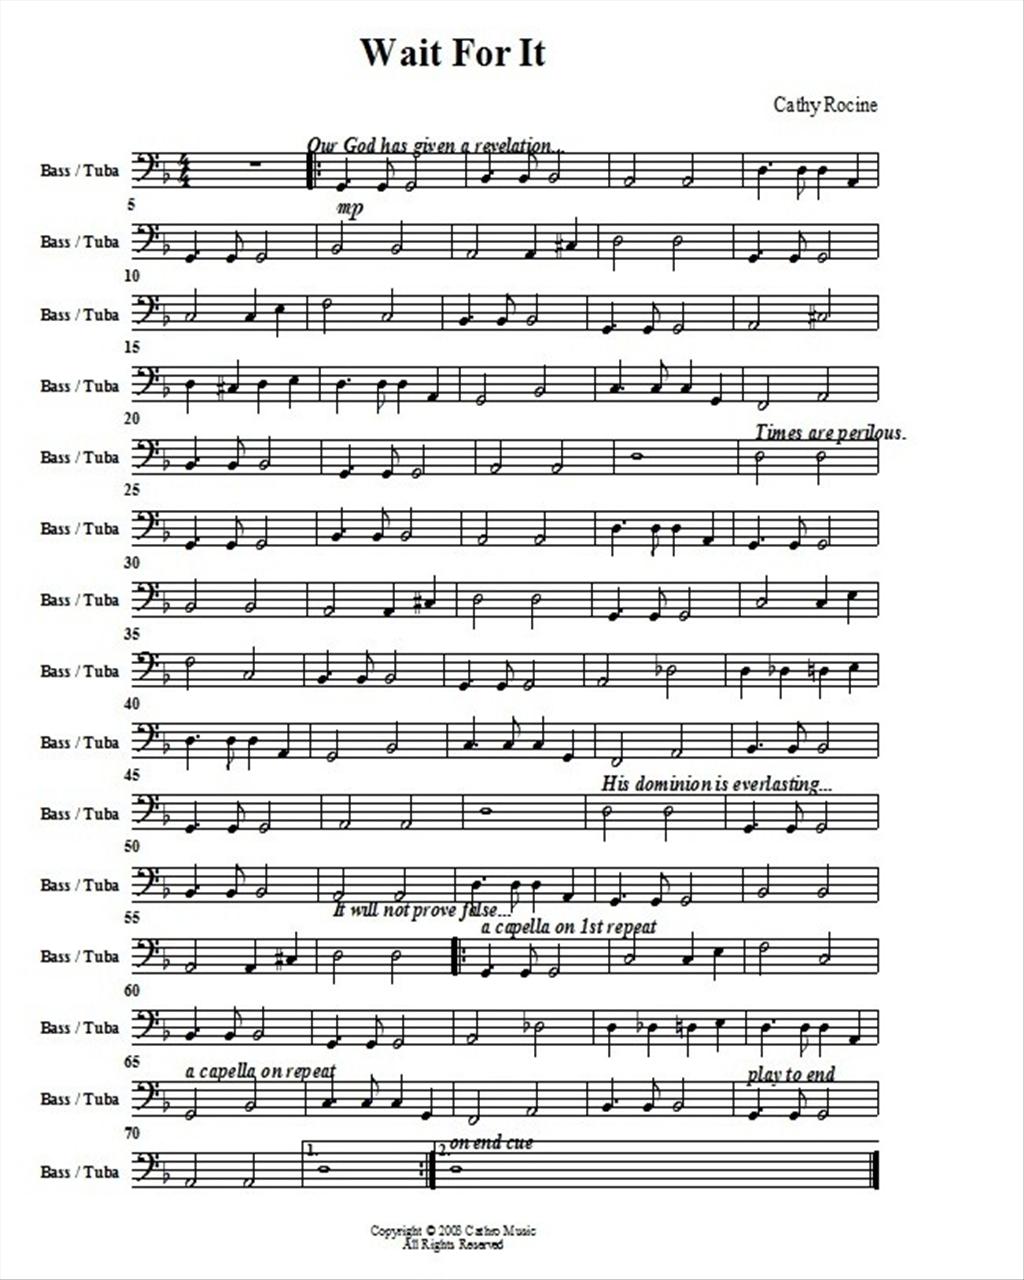 Wait For It
Cathy Rocine
Our God has given a revelation...
Bass / Tuba
mp
5
Bass / Tuba
10
Bass / Tuba
15
Bass / Tuba
20
Times are perilous.
Bass / Tuba
25
Bass / Tuba
30
Bass / Tuba
35
Bass / Tuba
40
Bass / Tuba
45
His dominion is everlasting...
Bass / Tuba
50
Bass / Tuba
It will not prove false...
55
a capella on 1st repeat
Bass / Tuba
60
Bass / Tuba
65
a capella on repeat
play to end
Bass / Tuba
70
1.
2. on end cue
Bass / Tuba
Copyright © 2008 Cathro Music
All Rights Reserved